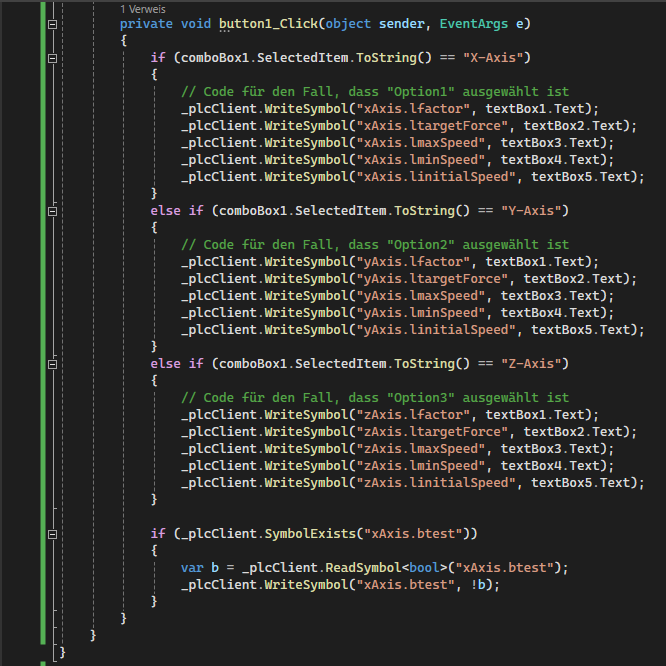 1 Verweis
private void button1_Click(object sender, EventArgs e)
{
if (comboBox1.SelectedItem.ToString() == "X-Axis")
{
// Code für den Fall, dass "Option1" ausgewählt ist
_plcClient.WriteSymbol("xAxis.lfactor", textBox1.Text);
_plcClient.WriteSymbol("xAxis.ltargetForce", textBox2.Text);
_plcClient.WriteSymbol("xAxis.lmaxSpeed", textBox3.Text);
_plcClient.WriteSymbol("xAxis.lminSpeed", textBox4.Text);
_plcClient.WriteSymbol("xAxis.linitialSpeed", textBox5.Text);
}
else if (comboBox1.SelectedItem.ToString() == "Y-Axis")
{
// Code für den Fall, dass "Option2" ausgewählt ist
_plcClient.WriteSymbol("yAxis.lfactor", textBox1.Text);
_plcClient.WriteSymbol("yAxis.ltargetForce", textBox2.Text);
_plcClient.WriteSymbol("yAxis.lmaxSpeed", textBox3.Text);
_plcClient.WriteSymbol("yAxis.lminSpeed", textBox4.Text);
_plcClient.WriteSymbol("yAxis.linitialSpeed", textBox5.Text);
}
else if (comboBox1.SelectedItem.ToString() == "Z-Axis")
{
// Code für den Fall, dass "Option3" ausgewählt ist
_plcClient.WriteSymbol("zAxis.lfactor", textBox1.Text);
_plcClient.WriteSymbol("zAxis.ltargetForce", textBox2.Text);
_plcClient.WriteSymbol("zAxis.lmaxSpeed", textBox3.Text);
_plcClient.WriteSymbol("zAxis.lminSpeed", textBox4.Text);
_plcClient.WriteSymbol("zAxis.linitialSpeed", textBox5.Text);
}
if (_plcClient.SymbolExists("xAxis.btest"))
{
var b = _plcClient.ReadSymbol<bool>("xAxis.btest");
_plcClient.WriteSymbol("xAxis.btest", !b);
}
}
}
}